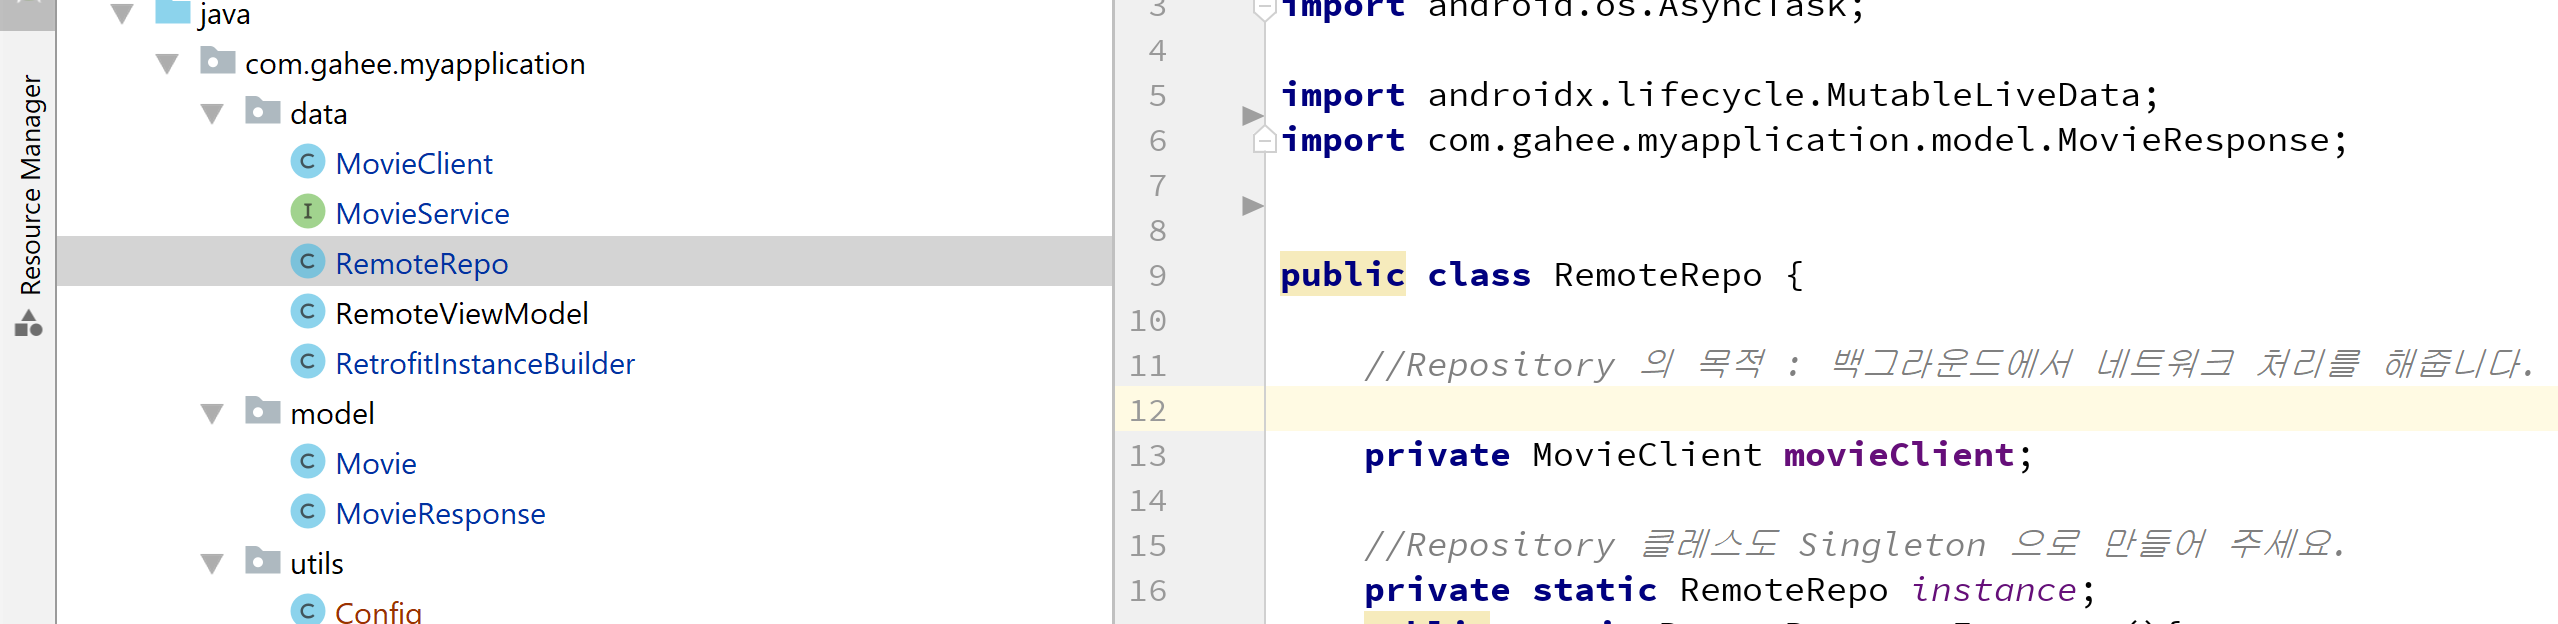 Resource Manager
java
com.gahee.myapplication
data
C MovieClient
I MovieService
C RemoteRepo
C RemoteViewModel
C RetrofitInstanceBuilder
model
C Movie
C MovieResponse
utils
C Config
3 import android.os.AsyncTask;
4
5 import androidx.lifecycle.MutableLiveData;
6 import com.gahee.myapplication.model.MovieResponse;
7
8
9 public class RemoteRepo {
10
11 //Repository 의 목적 : 백그라운드에서 네트워크 처리를 해줍니다.
12
13 private MovieClient movieClient;
14
15 //Repository 클레스도 Singleton 으로 만들어 주세요.
16 private static RemoteRepo instance;